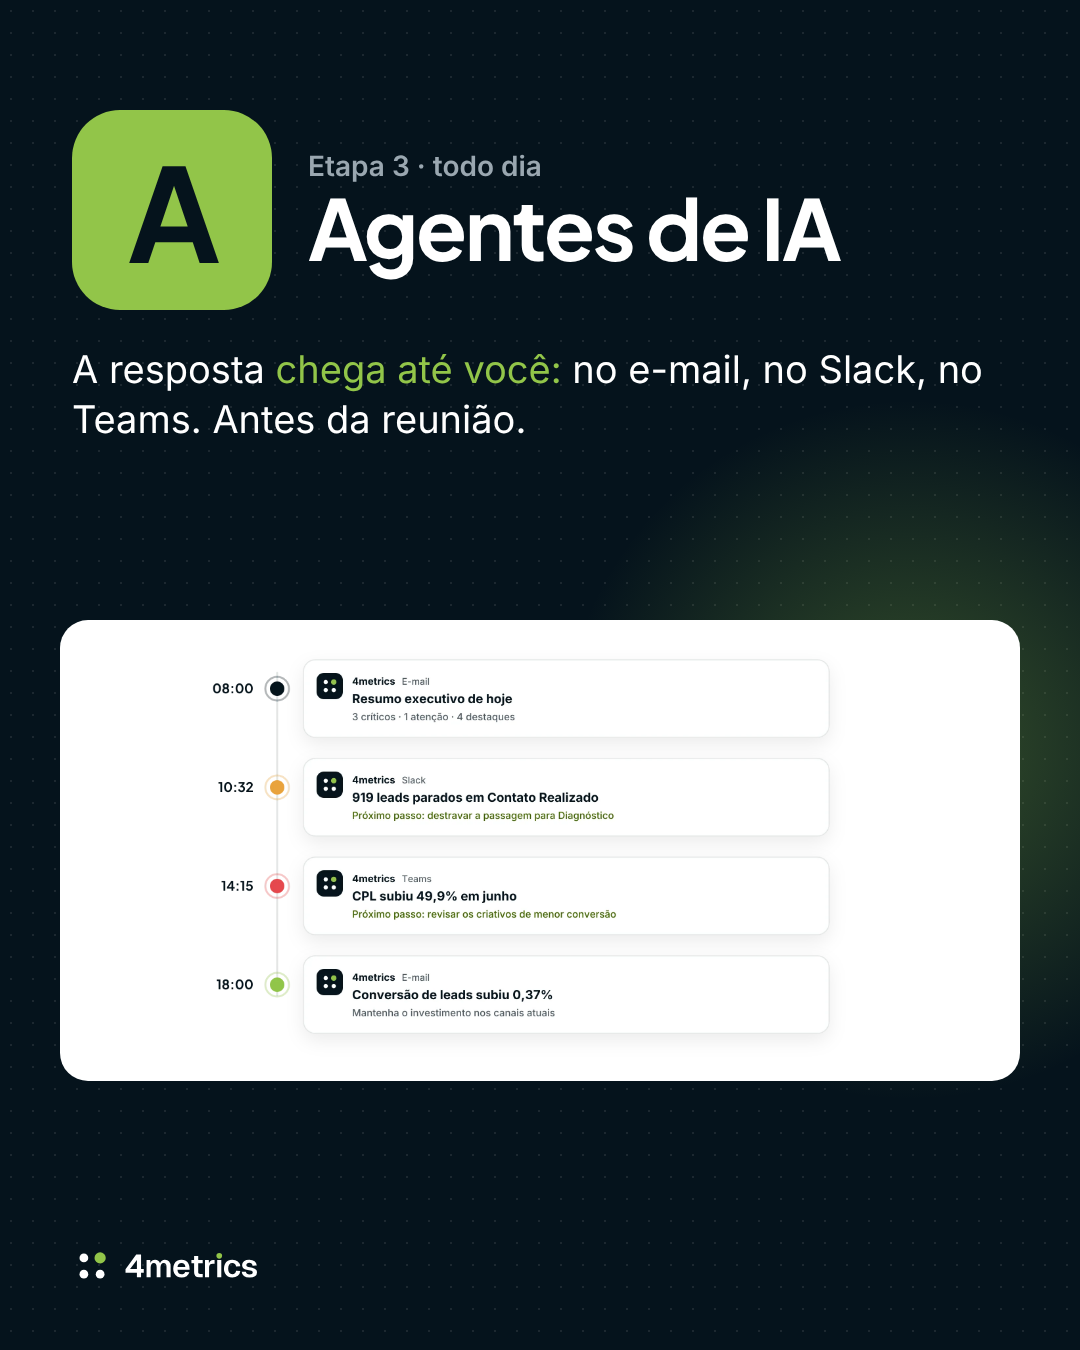 A
Etapa 3 · todo dia
Agentes de IA
A resposta chega até você: no e-mail, no Slack, no
Teams. Antes da reunião.
08:00
4metrics E-mail
Resumo executivo de hoje
3 críticos · 1 atenção · 4 destaques
10:32
4metrics Slack
919 leads parados em Contato Realizado
Próximo passo: destravar a passagem para Diagnóstico
14:15
4metrics Teams
CPL subiu 49,9% em junho
Próximo passo: revisar os criativos de menor conversão
18:00
4metrics E-mail
Conversão de leads subiu 0,37%
Mantenha o investimento nos canais atuais
4metrics